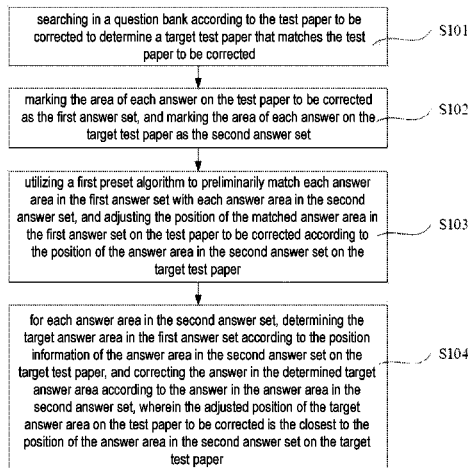 searching in a question bank according to the test paper to be
corrected to determine a target test paper that matches the test
paper to be corrected
S101
marking the area of each answer on the test paper to be corrected
as the first answer set, and marking the area of each answer on the
target test paper as the second answer set
S102
utilizing a first preset algorithm to preliminarily match each answer
area in the first answer set with each answer area in the second
answer set, and adjusting the position of the matched answer area in
the first answer set on the test paper to be corrected according to
the position of the answer area in the second answer set on the
target test paper
S103
for each answer area in the second answer set, determining the
target answer area in the first answer set according to the position
information of the answer area in the second answer set on the
target test paper, and correcting the answer in the determined target
answer area according to the answer in the answer area in the
second answer set, wherein the adjusted position of the target
answer area on the test paper to be corrected is the closest to the
position of the answer area in the second answer set on the target
test paper
S104